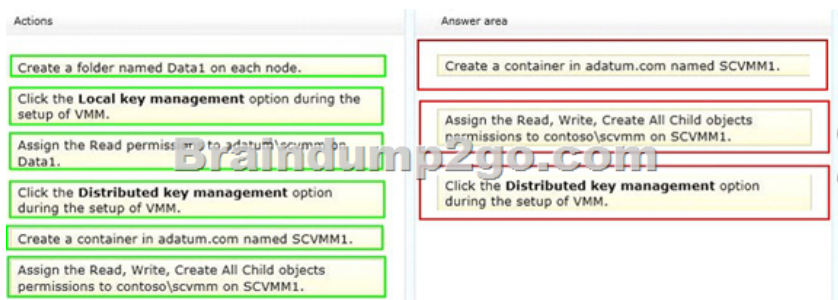 Actions
Create a folder named Data1 on each node.
Click the Local key management option during the
setup of VMM.
Assign the Read permissions to adatum\scvmm on
Data1.
Click the Distributed key management option
during the setup of VMM.
Create a container in adatum.com named SCVMM1.
Assign the Read, Write, Create All Child objects
permissions to contoso\scvmm on SCVMM1.
Answer area
Create a container in adatum.com named SCVMM1.
Assign the Read, Write, Create All Child objects
permissions to contoso\scvmm on SCVMM1.
Click the Distributed key management option
during the setup of VMM.
Braindump2go.com